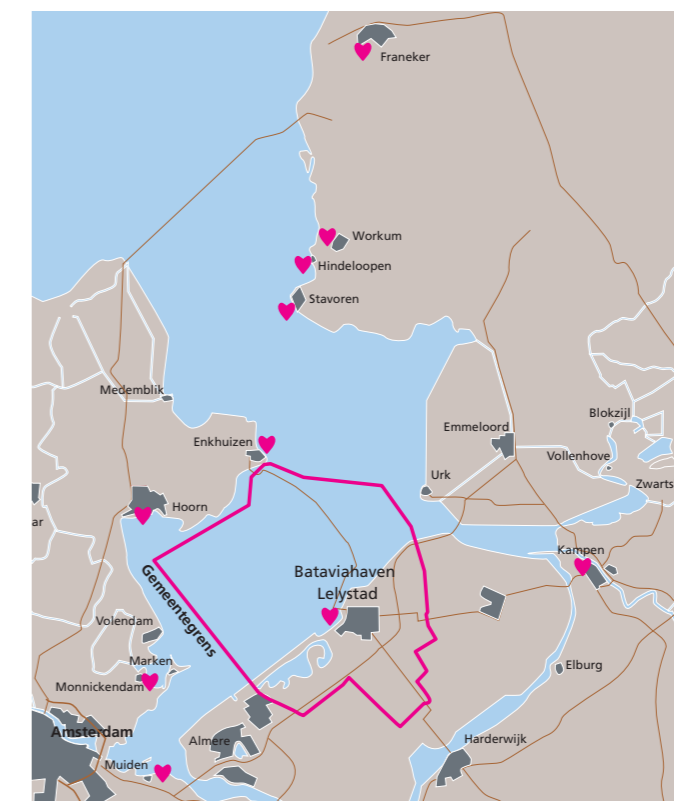 Franeker
Workum
Hindeloopen
Stavoren
Medemblik
Blokzijl
Emmeloord
Enkhuizen
Vollenhove
Urk
Zwarts
Hoorn
ar
Kampen
Bataviahaven
Lelystad
Gemeentegrens
Volendam
Marken
Elburg
Monnickendam
Amsterdam
Almere
Harderwijk
Muiden